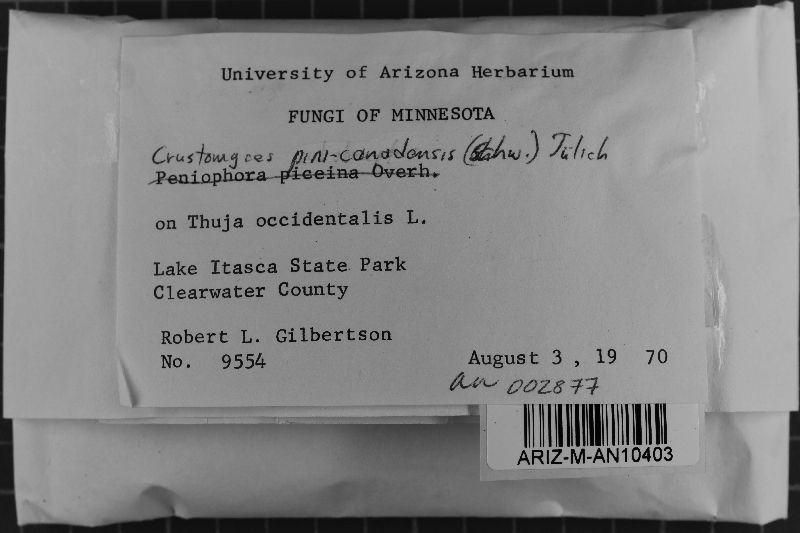 University of Arizona Herbarium
FUNGI OF MINNESOTA
Crustomyces pini-canadensis (Schw.) Jülich
Peniophora piceina Overh.
on Thuja occidentalis L.
Lake Itasca State Park
Clearwater County
Robert L. Gilbertson
No. 9554
August 3, 19 70
an 002877
ARIZ-M-AN10403